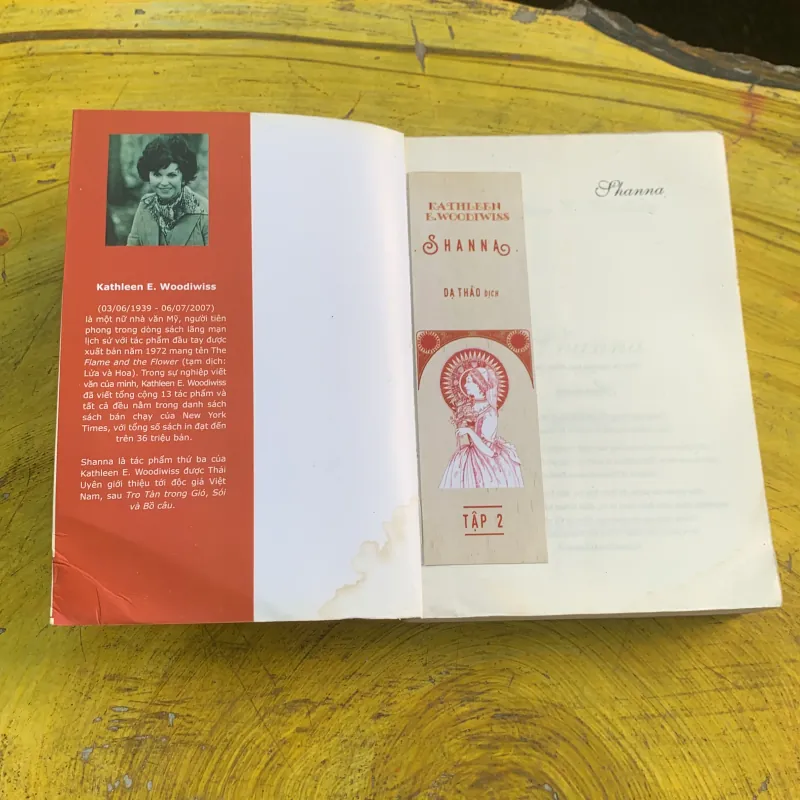 Kathleen E. Woodiwiss
(03/06/1939 - 06/07/2007)
là một nữ nhà văn Mỹ, người tiên
phong trong dòng sách lãng mạn
lịch sử với tác phẩm đầu tay được
xuất bản năm 1972 mang tên The
Flame and the Flower (tạm dịch:
Lửa và Hoa). Trong sự nghiệp viết
văn của mình, Kathleen E. Woodiwiss
đã viết tổng cộng 13 tác phẩm và
tất cả đều nằm trong danh sách
sách bán chạy của New York
Times, với tổng số sách in đạt đến
trên 36 triệu bản.
Shanna là tác phẩm thứ ba của
Kathleen E. Woodiwiss được Thái
Uyên giới thiệu tới độc giả Việt
Nam, sau Tro Tàn trong Gió, Sói
và Bồ câu.
KATHLEEN
E. WOODIWISS
SHANNA
DẠ THẢO DỊCH
TẬP 2
Shanna